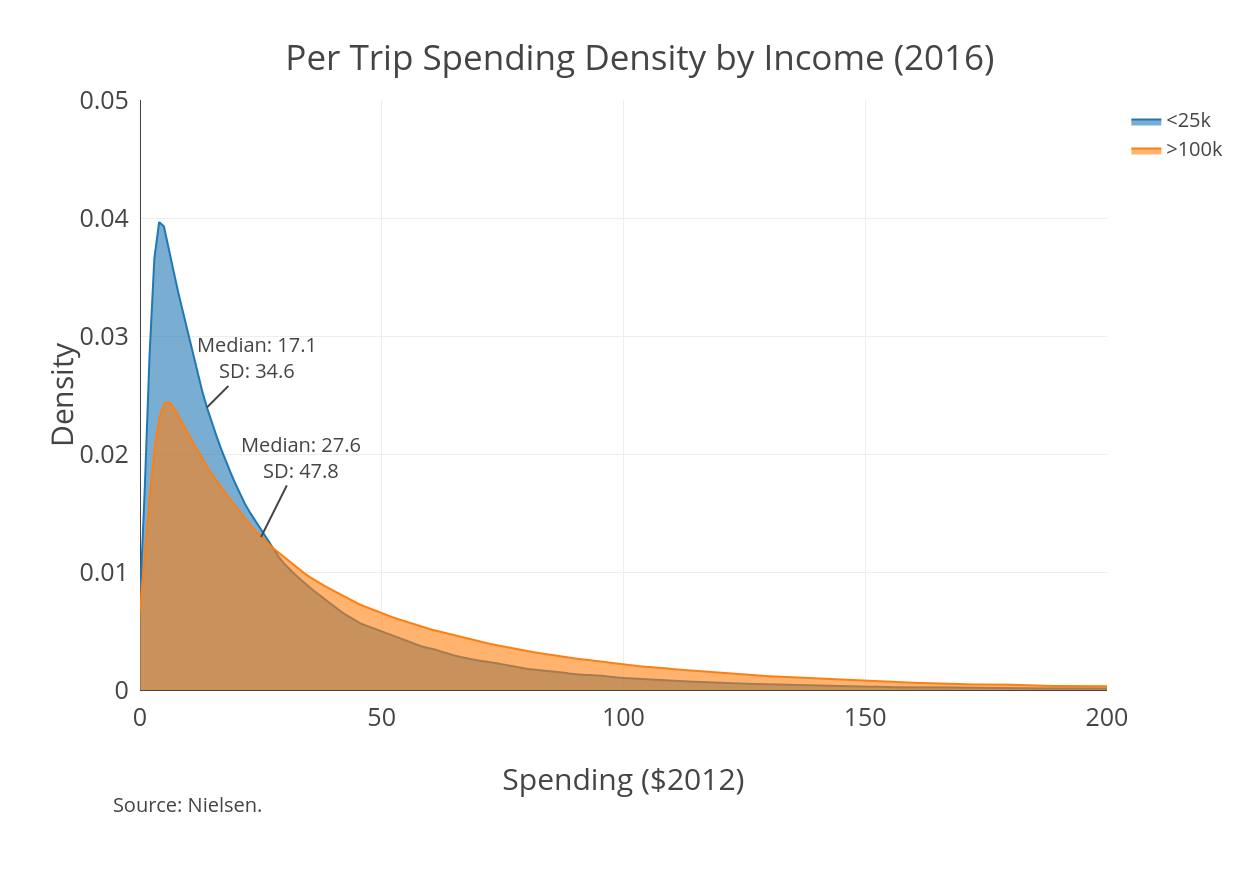 Per Trip Spending Density by Income (2016)
<25k
>100k
0.05
0.04
0.03
0.02
0.01
0
Density
Median: 17.1
SD: 34.6
Median: 27.6
SD: 47.8
0 50 100 150 200
Spending ($2012)
Source: Nielsen.